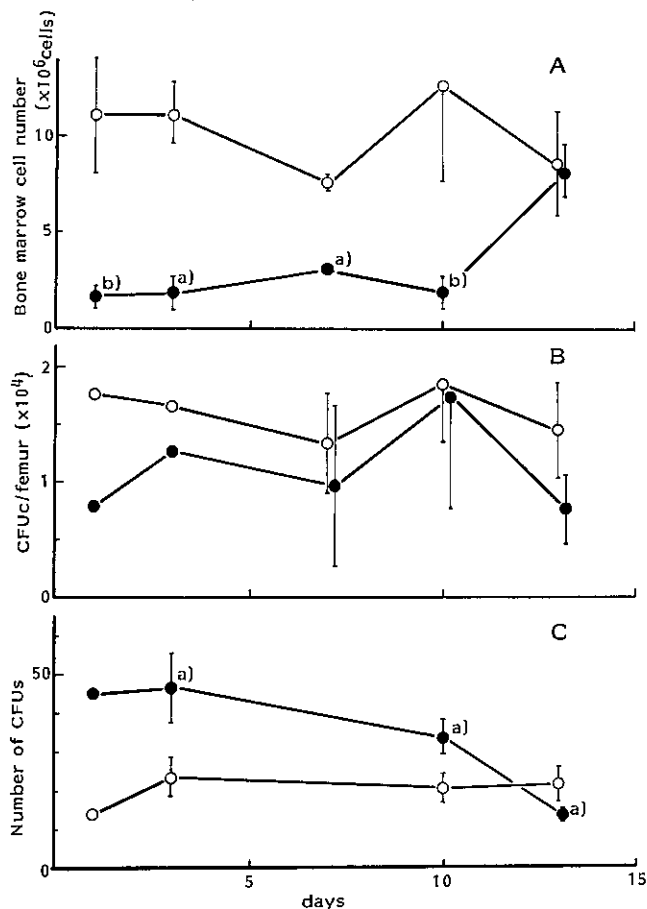 A
Bone marrow cell number
(x10⁶cells)
10
5
0
b)
a)
a)
b)
B
CFUc/femur (x10⁴)
2
1
0
C
Number of CFUs
50
0
a)
a)
a)
5
10
15
days